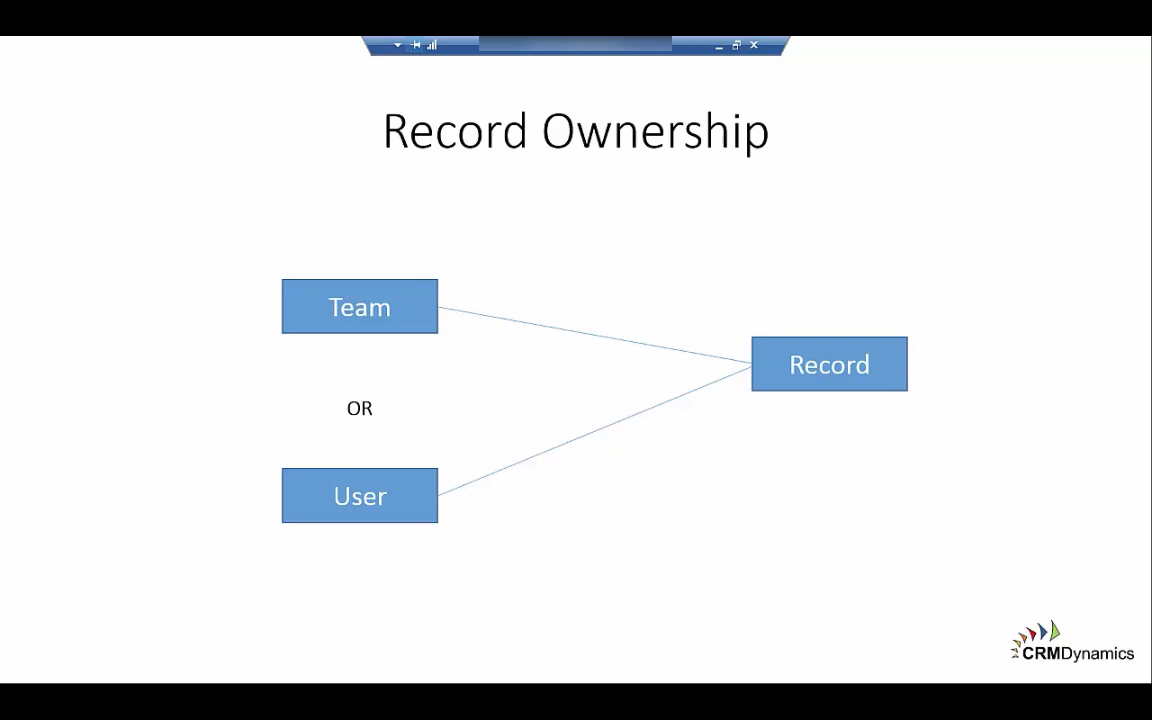 Record Ownership
Team
Record
OR
User
CRMDynamics